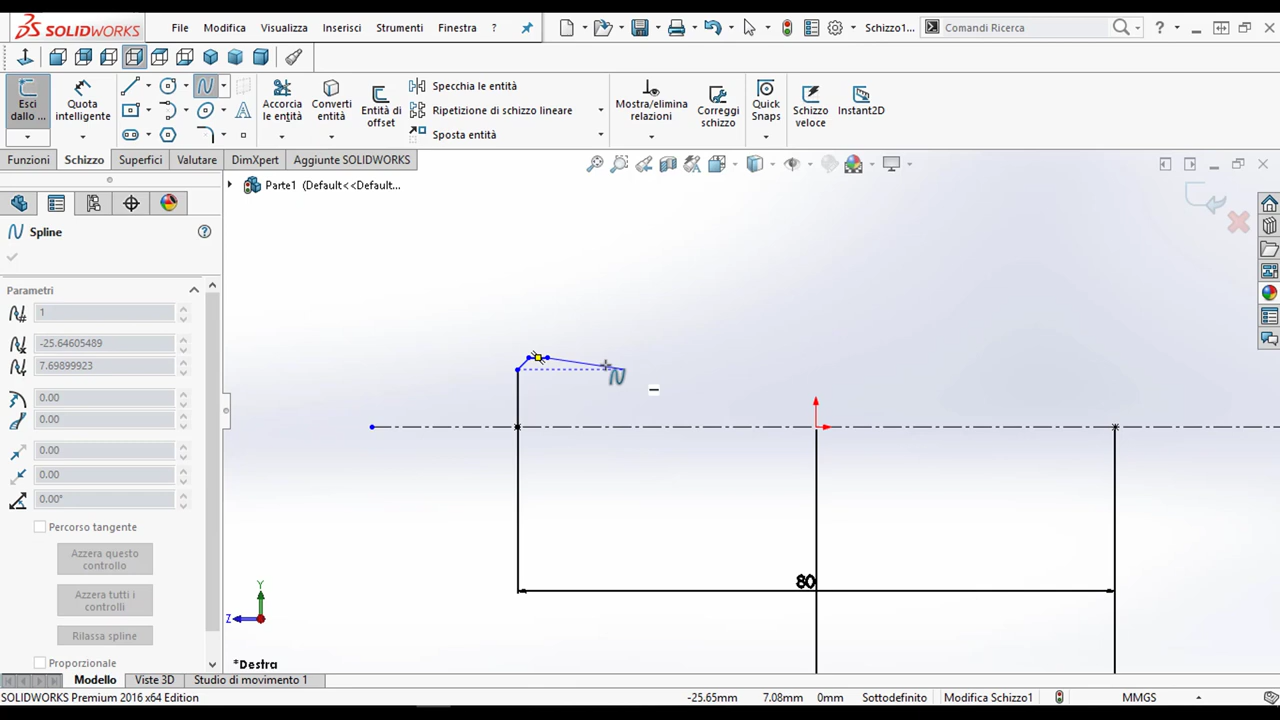 SOLIDWORKS
File Modifica Visualizza Inserisci Strumenti Finestra ? Schizzo1... Comandi Ricerca ?
Esci dallo ...
Quota intelligente
Accorcia le entità
Converti entità
Entità di offset
Specchia le entità
Ripetizione di schizzo lineare
Sposta entità
Mostra/elimina relazioni
Correggi schizzo
Quick Snaps
Schizzo veloce
Instant2D
Funzioni Schizzo Superfici Valutare DimXpert Aggiunte SOLIDWORKS
Parte1 (Default<<Default...
Spline
Parametri
1
-25.64605489
7.69899923
0.00
0.00
0.00
0.00
0.00°
Percorso tangente
Azzera questo controllo
Azzera tutti i controlli
Rilassa spline
Proporzionale
80
Y
Z
*Destra
Modello Vista 3D Studio di movimento 1
SOLIDWORKS Premium 2016 x64 Edition -25.65mm 7.08mm 0mm Sottodefinito Modifica Schizzo1 MMGS